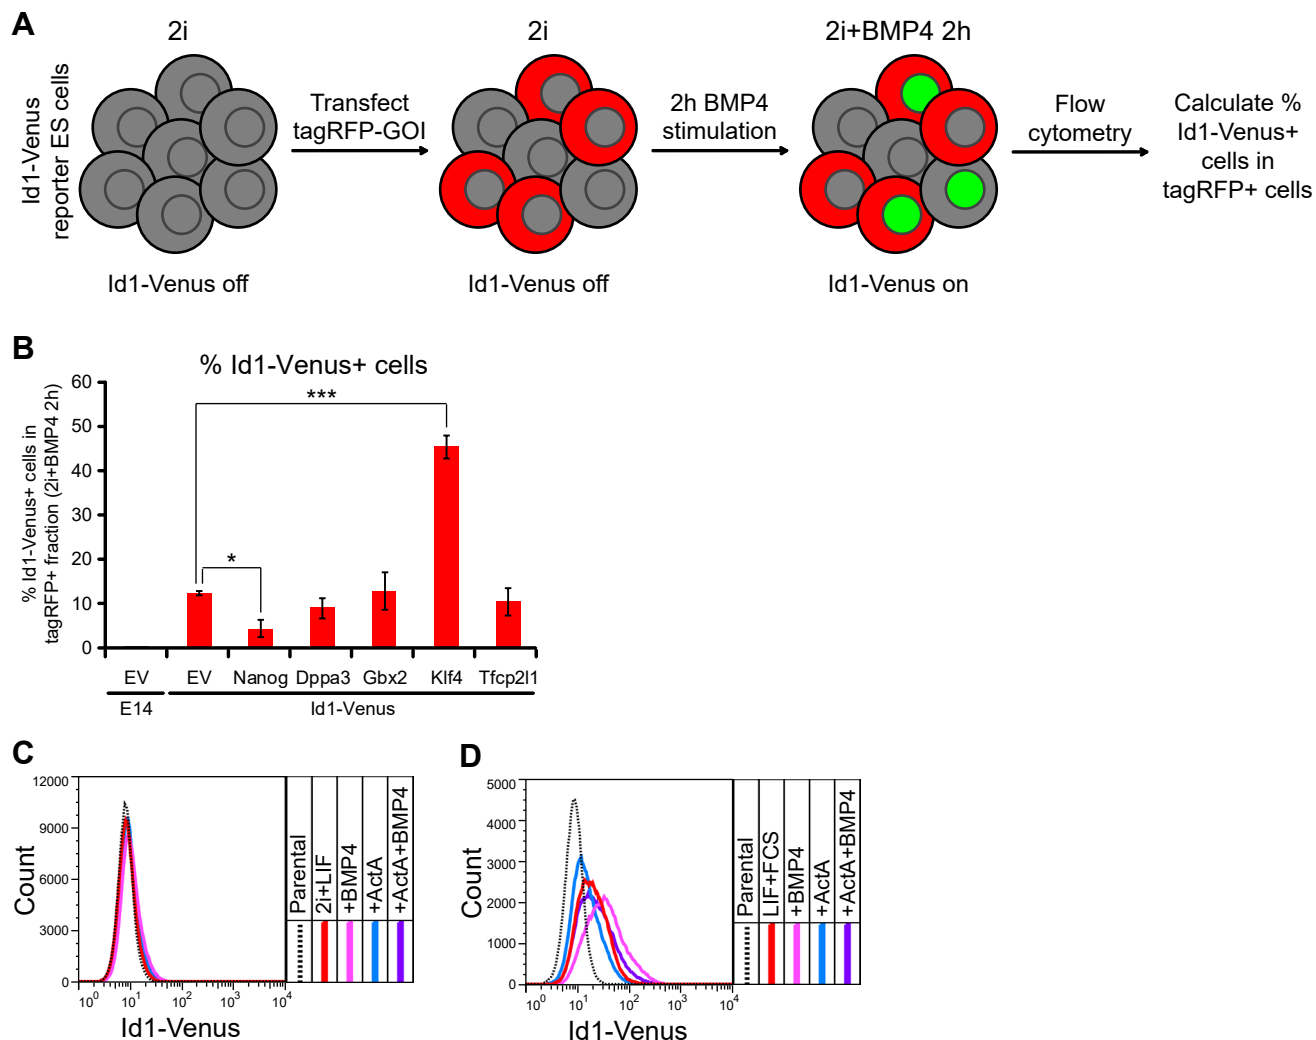 A
2i
2i
2i+BMP4 2h
Id1-Venus
reporter ES cells
Transfect
tagRFP-GOI
2h BMP4
stimulation
Flow
cytometry
Calculate %
Id1-Venus+
cells in
tagRFP+ cells
Id1-Venus off
Id1-Venus off
Id1-Venus on
B
% Id1-Venus+ cells
% Id1-Venus+ cells in
tagRFP+ fraction (2i+BMP4 2h)
60
50
40
30
20
10
0
***
*
EV
EV
Nanog
Dppa3
Gbx2
Klf4
Tfcp2l1
E14
Id1-Venus
C
Count
12000
9000
6000
3000
0
10^0
10^1
10^2
10^3
10^4
Id1-Venus
Parental
2i+LIF
+BMP4
+ActA
+ActA+BMP4
D
Count
5000
4000
3000
2000
1000
0
10^0
10^1
10^2
10^3
10^4
Id1-Venus
Parental
LIF+FCS
+BMP4
+ActA
+ActA+BMP4